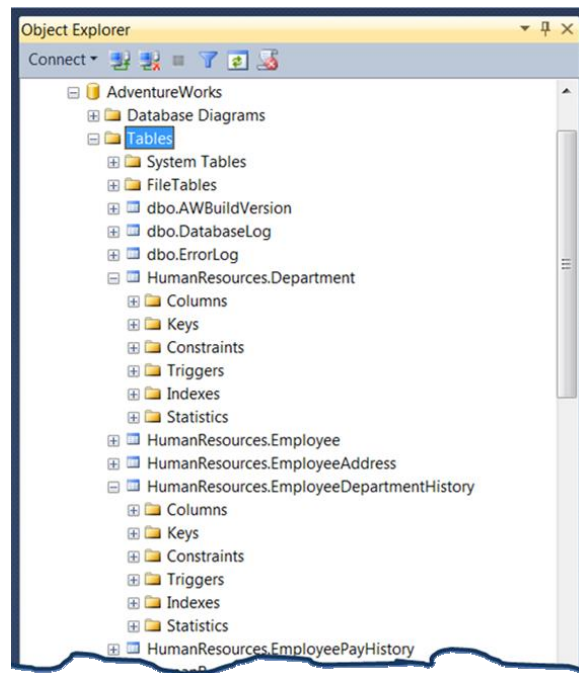 Object Explorer
Connect
AdventureWorks
Database Diagrams
Tables
System Tables
FileTables
dbo.AWBuildVersion
dbo.DatabaseLog
dbo.ErrorLog
HumanResources.Department
Columns
Keys
Constraints
Triggers
Indexes
Statistics
HumanResources.Employee
HumanResources.EmployeeAddress
HumanResources.EmployeeDepartmentHistory
Columns
Keys
Constraints
Triggers
Indexes
Statistics
HumanResources.EmployeePayHistory